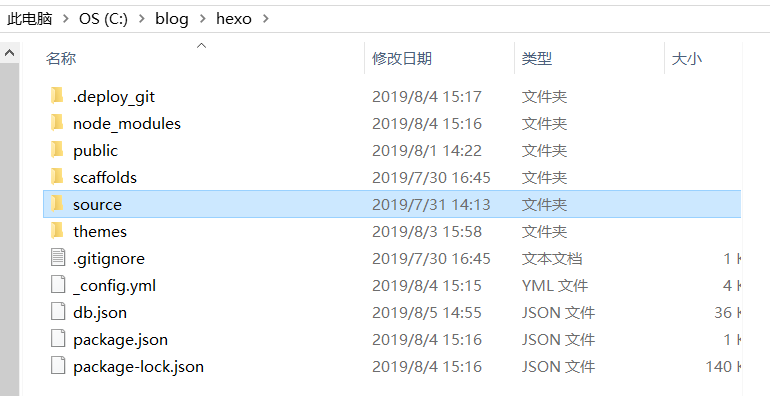 此电脑 > OS (C:) > blog > hexo >
名称 修改日期 类型 大小
.deploy_git 2019/8/4 15:17 文件夹
node_modules 2019/8/4 15:16 文件夹
public 2019/8/1 14:22 文件夹
scaffolds 2019/7/30 16:45 文件夹
source 2019/7/31 14:13 文件夹
themes 2019/8/3 15:58 文件夹
.gitignore 2019/7/30 16:45 文本文档 1 K
_config.yml 2019/8/4 15:15 YML 文件 4 K
db.json 2019/8/5 14:55 JSON 文件 36 K
package.json 2019/8/4 15:16 JSON 文件 1 K
package-lock.json 2019/8/4 15:16 JSON 文件 140 K